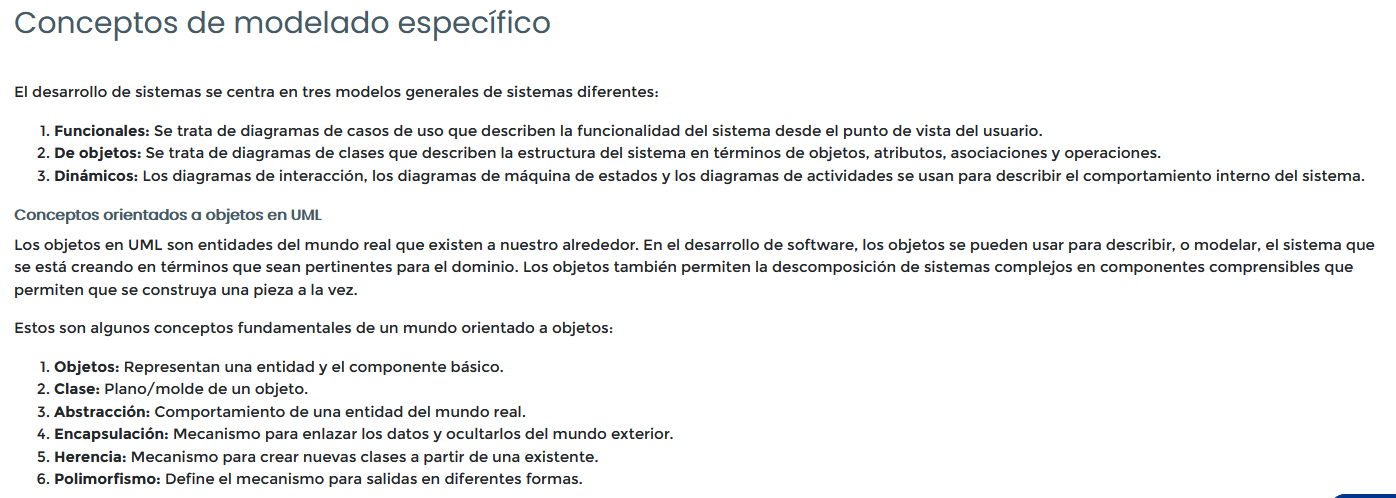 Conceptos de modelado específico
El desarrollo de sistemas se centra en tres modelos generales de sistemas diferentes:
1. Funcionales: Se trata de diagramas de casos de uso que describen la funcionalidad del sistema desde el punto de vista del usuario.
2. De objetos: Se trata de diagramas de clases que describen la estructura del sistema en términos de objetos, atributos, asociaciones y operaciones.
3. Dinámicos: Los diagramas de interacción, los diagramas de máquina de estados y los diagramas de actividades se usan para describir el comportamiento interno del sistema.
Conceptos orientados a objetos en UML
Los objetos en UML son entidades del mundo real que existen a nuestro alrededor. En el desarrollo de software, los objetos se pueden usar para describir, o modelar, el sistema que
se está creando en términos que sean pertinentes para el dominio. Los objetos también permiten la descomposición de sistemas complejos en componentes comprensibles que
permiten que se construya una pieza a la vez.
Estos son algunos conceptos fundamentales de un mundo orientado a objetos:
1. Objetos: Representan una entidad y el componente básico.
2. Clase: Plano/molde de un objeto.
3. Abstracción: Comportamiento de una entidad del mundo real.
4. Encapsulación: Mecanismo para enlazar los datos y ocultarlos del mundo exterior.
5. Herencia: Mecanismo para crear nuevas clases a partir de una existente.
6. Polimorfismo: Define el mecanismo para salidas en diferentes formas.